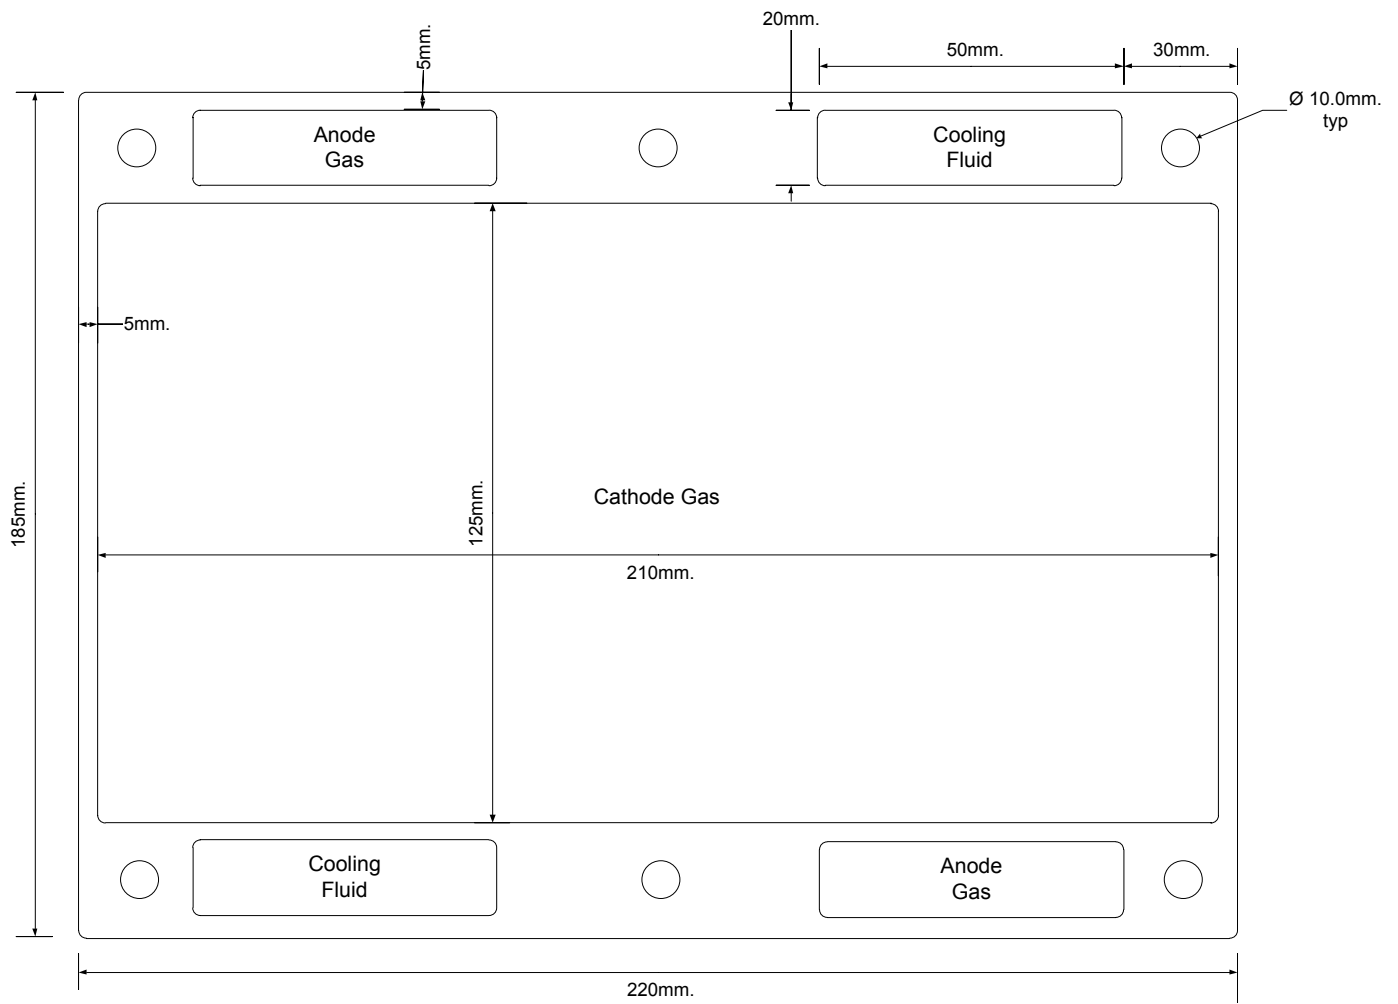 20mm.
5mm.
50mm.
30mm.
Ø 10.0mm.
typ
Anode
Gas
Cooling
Fluid
5mm.
185mm.
125mm.
Cathode Gas
210mm.
Cooling
Fluid
Anode
Gas
220mm.